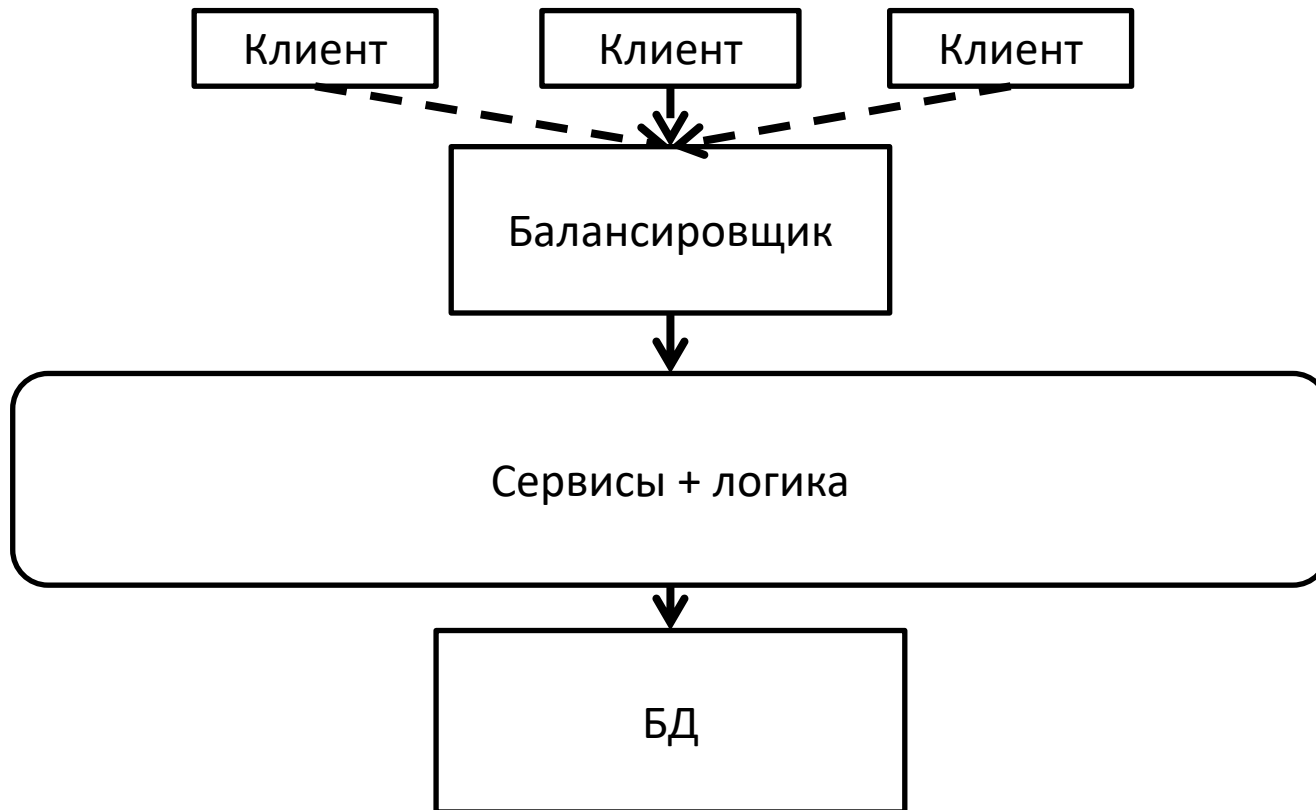 Клиент
Клиент
Клиент
Балансировщик
Сервисы + логика
БД